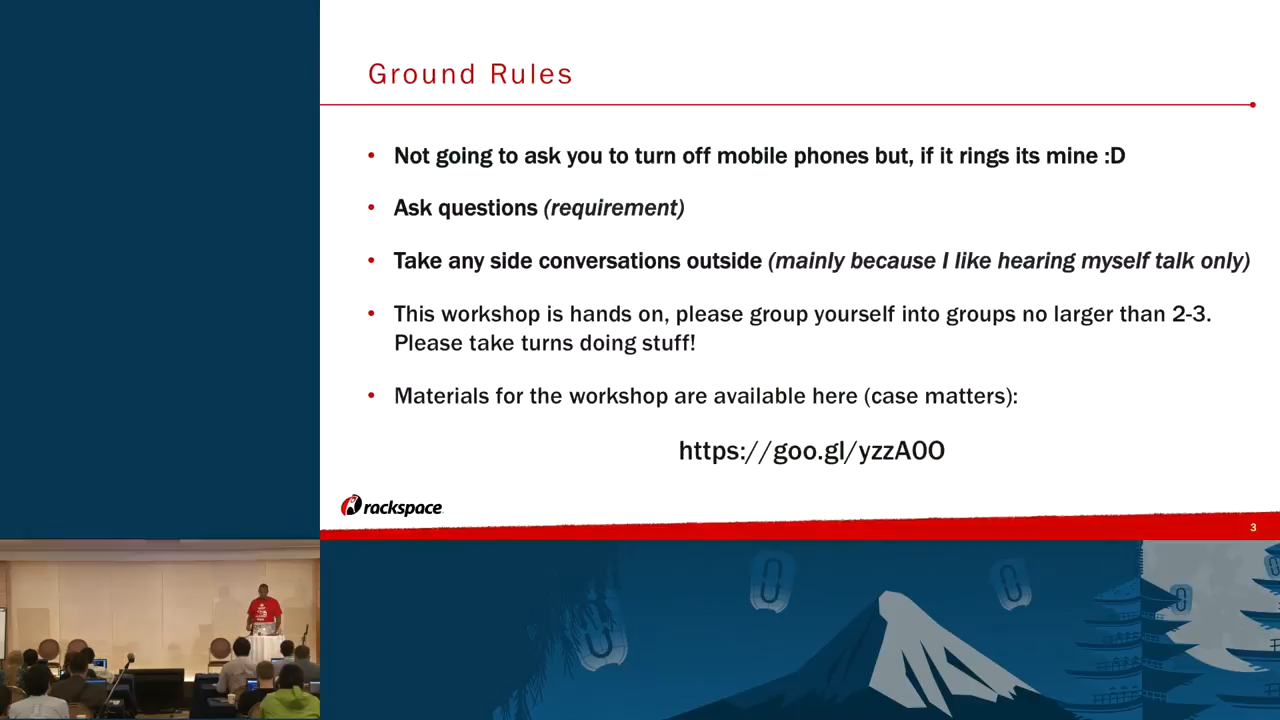 Ground Rules
Not going to ask you to turn off mobile phones but, if it rings its mine :D
Ask questions (requirement)
Take any side conversations outside (mainly because I like hearing myself talk only)
This workshop is hands on, please group yourself into groups no larger than 2-3.
Please take turns doing stuff!
Materials for the workshop are available here (case matters):
https://goo.gl/yzzA0O
rackspace
3